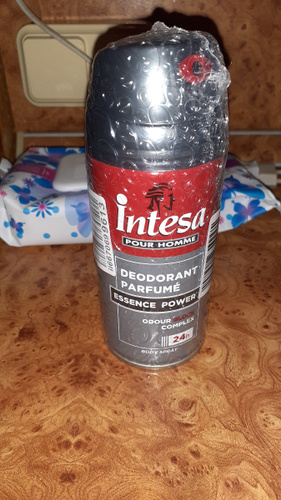 intesa
POUR HOMME
DEODORANT
PARFUMÉ
ESSENCE POWER
ODOUR
COMPLEX
24h
BODY SPRAY